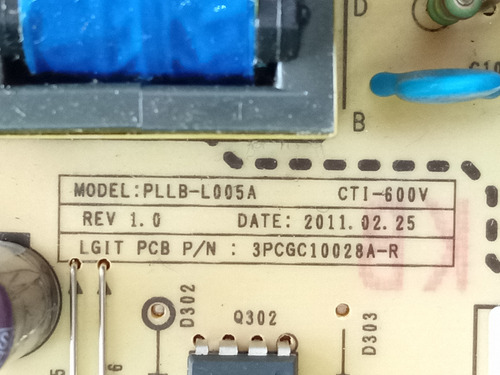 D
B
MODEL:PLLB-L005A CTI-600V
REV 1.0 DATE: 2011.02.25
LGIT PCB P/N : 3PCGC10028A-R
D302
Q302
D303